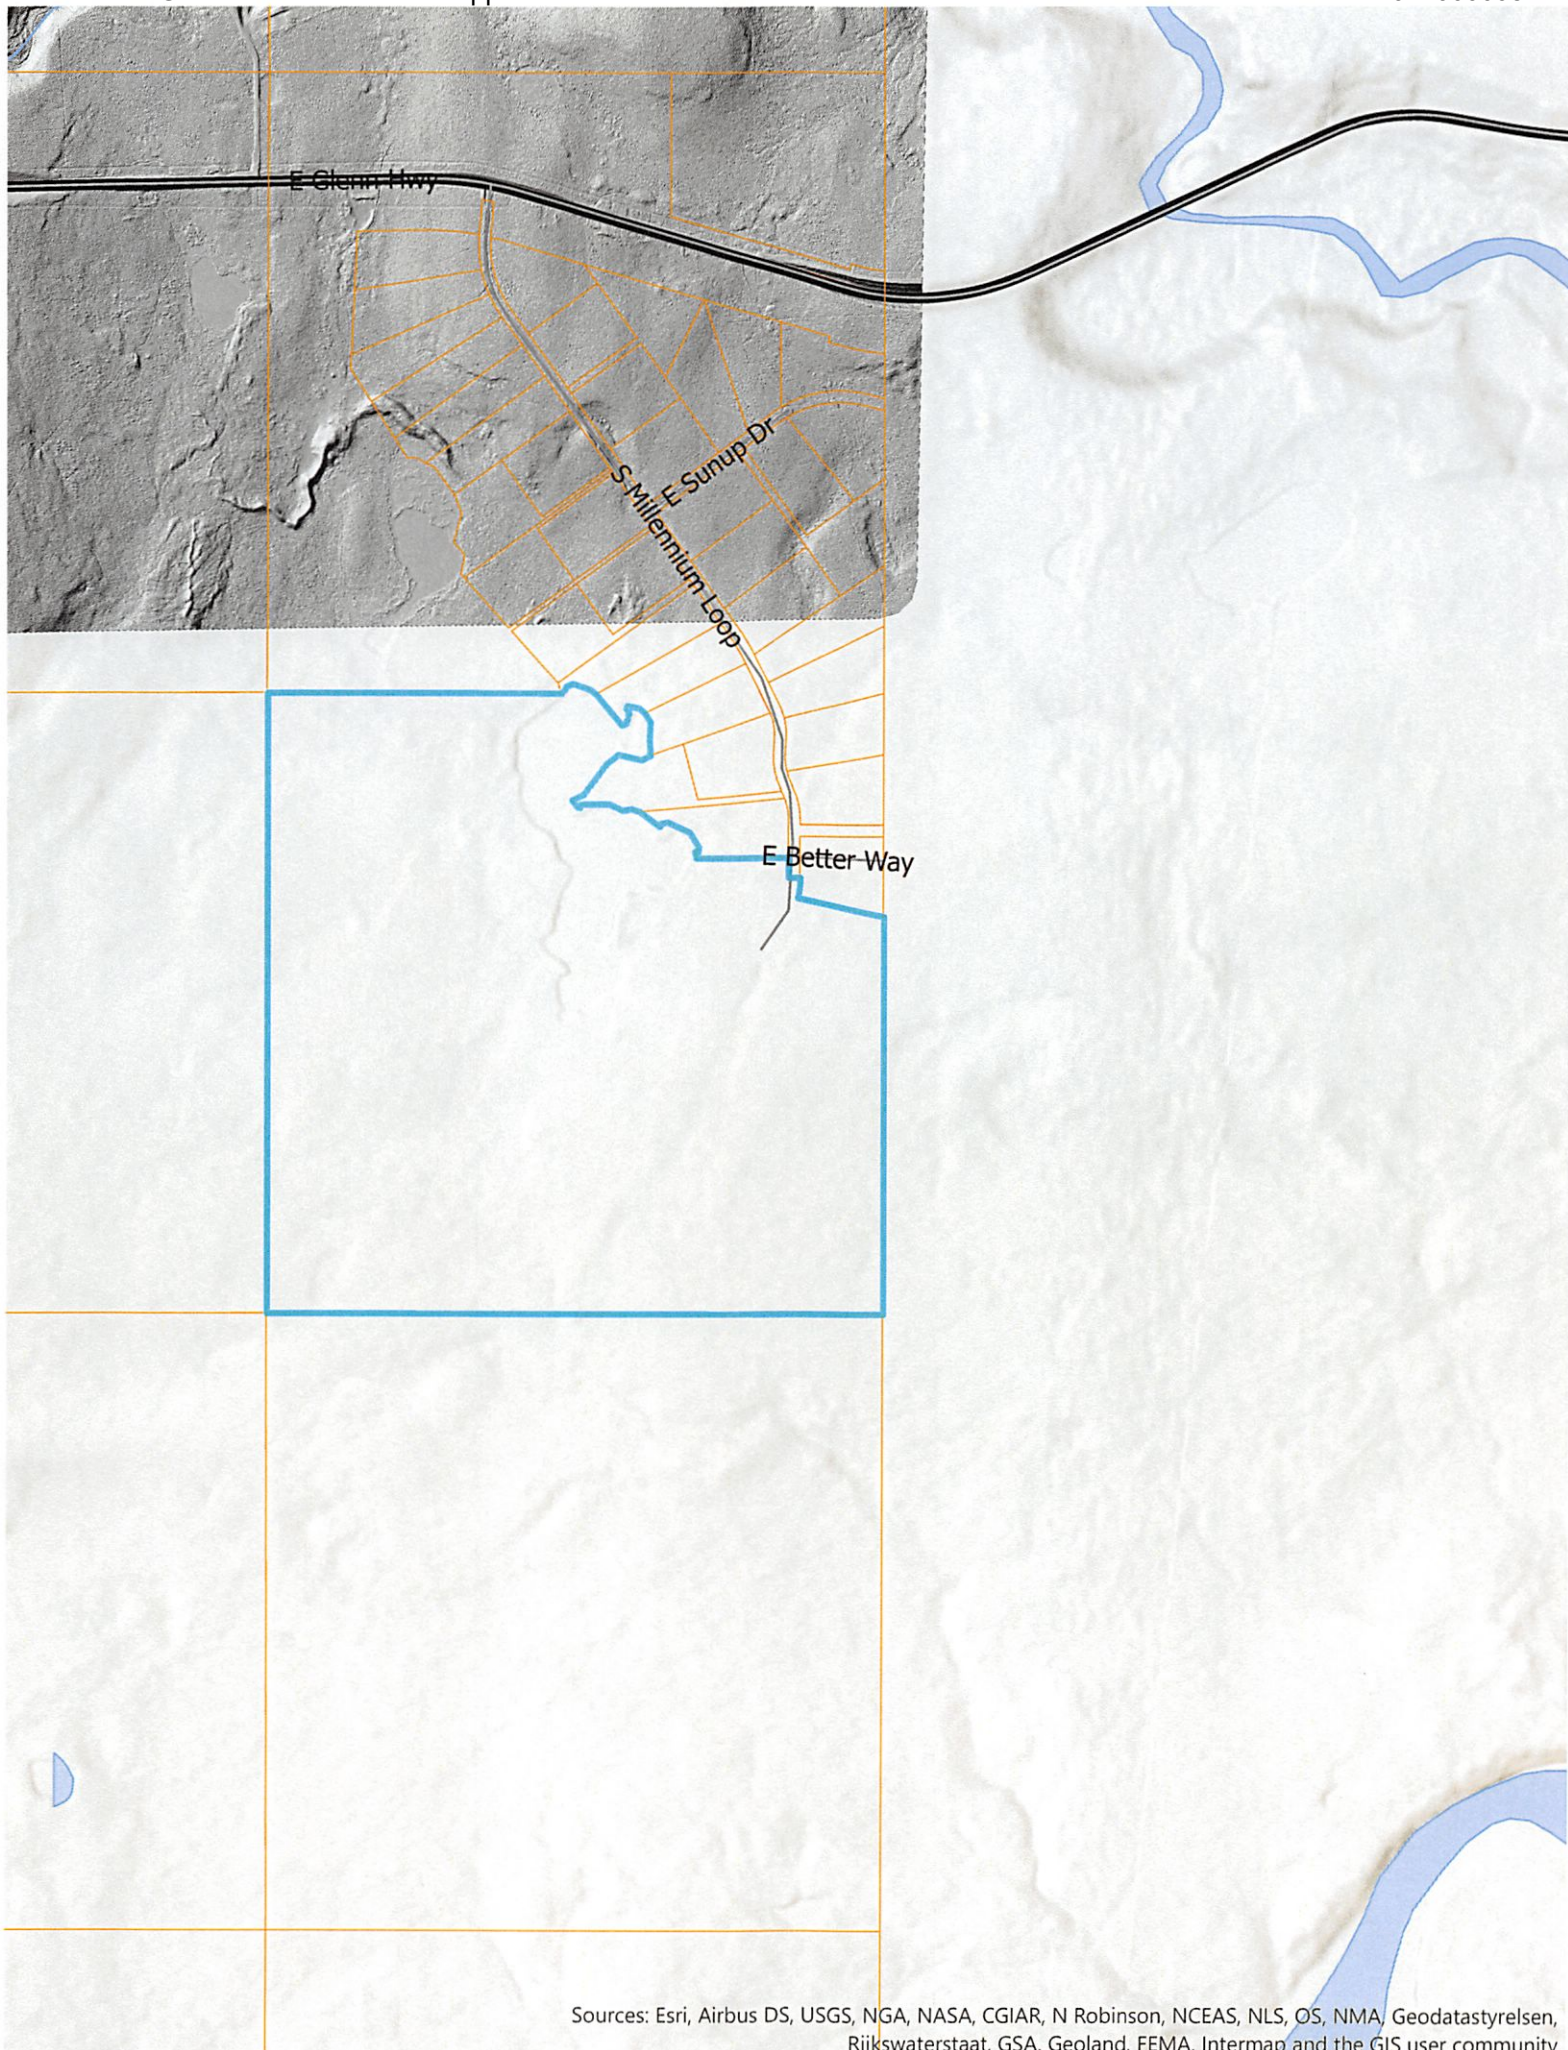 E Glenn Hwy
E Sunup Dr
S Millennium Loop
E Better Way
Sources: Esri, Airbus DS, USGS, NGA, NASA, CGIAR, N Robinson, NCEAS, NLS, OS, NMA, Geodatastyrelsen,
Rijkswaterstaat, GSA, Geoland, FEMA, Intermap and the GIS user community